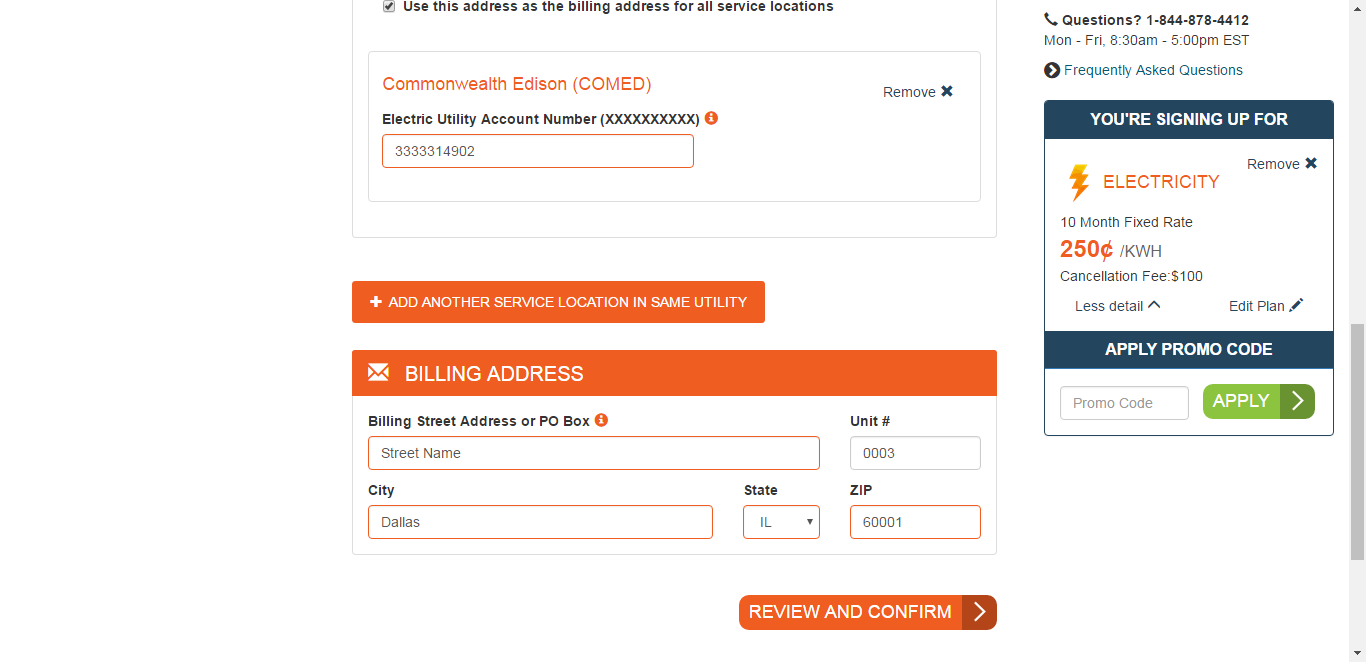 Use this address as the billing address for all service locations
Commonwealth Edison (COMED)
Remove
Electric Utility Account Number (XXXXXXXXXX)
3333314902
ADD ANOTHER SERVICE LOCATION IN SAME UTILITY
BILLING ADDRESS
Billing Street Address or PO Box
Unit #
Street Name
0003
City
State
ZIP
Dallas
IL
60001
REVIEW AND CONFIRM
Questions? 1-844-878-4412
Mon - Fri, 8:30am - 5:00pm EST
Frequently Asked Questions
YOU'RE SIGNING UP FOR
Remove
ELECTRICITY
10 Month Fixed Rate
250¢ /KWH
Cancellation Fee:$100
Less detail
Edit Plan
APPLY PROMO CODE
Promo Code
APPLY